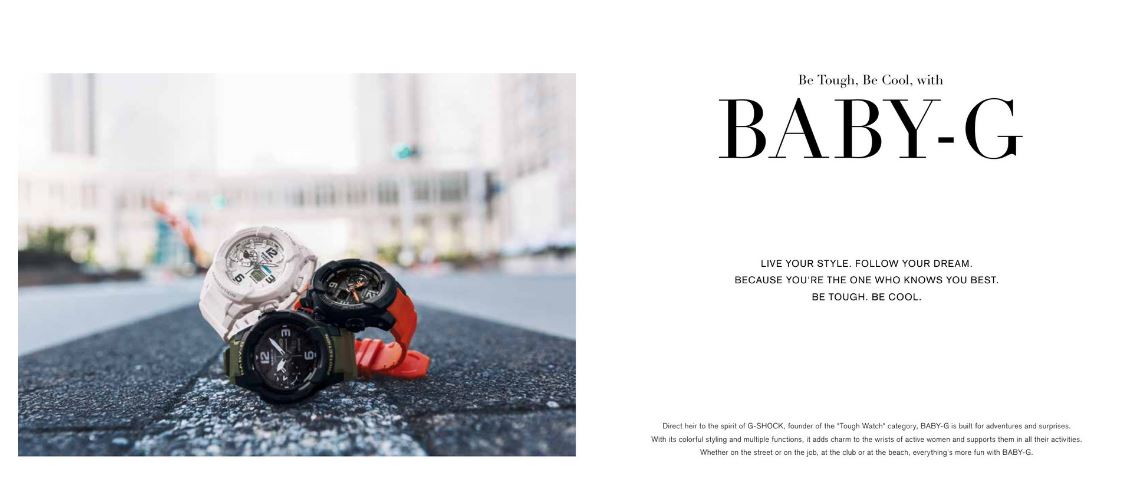 Be Tough, Be Cool, with
BABY-G
LIVE YOUR STYLE. FOLLOW YOUR DREAM.
BECAUSE YOU'RE THE ONE WHO KNOWS YOU BEST.
BE TOUGH. BE COOL.
Direct heir to the spirit of G-SHOCK, founder of the "Tough Watch" category, BABY-G is built for adventures and surprises.
With its colorful styling and multiple functions, it adds charm to the wrists of active women and supports them in all their activities.
Whether on the street or on the job, at the club or at the beach, everything's more fun with BABY-G.
12
6
12
6